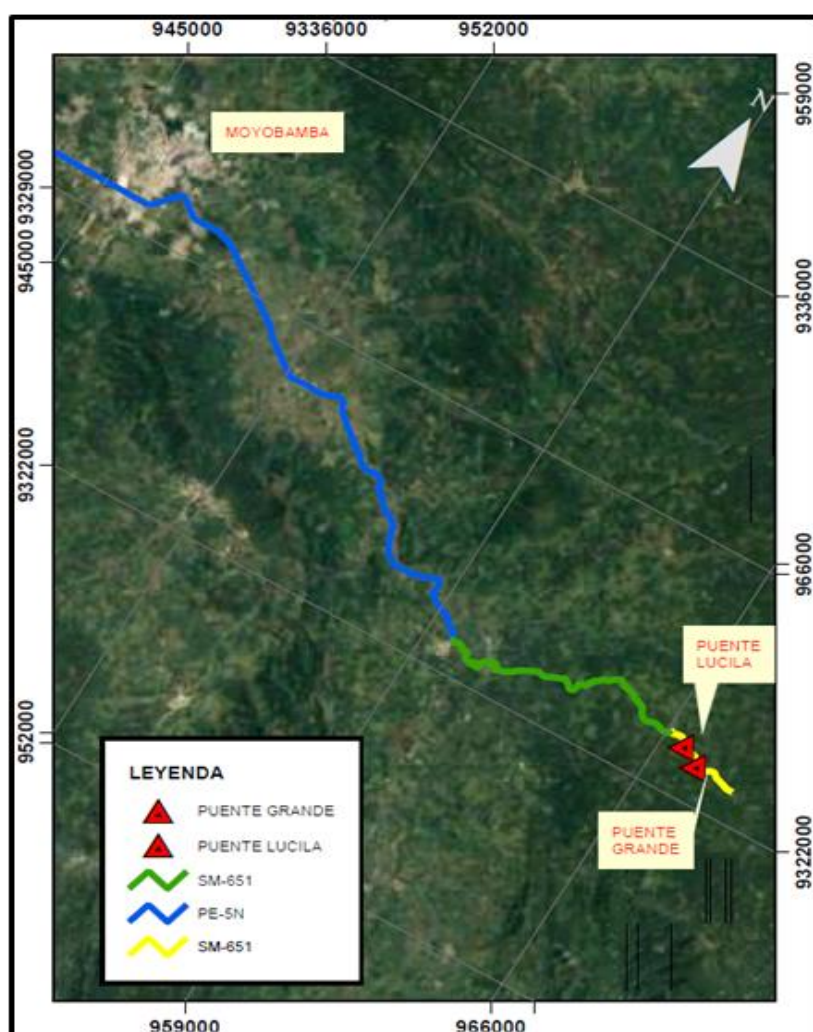 945000
9336000
952000
959000
N
MOYOBAMBA
9329000
945000
9336000
9322000
966000
PUENTE
LUCILA
952000
LEYENDA
PUENTE GRANDE
PUENTE LUCILA
SM-651
PE-5N
SM-651
PUENTE
GRANDE
9322000
959000
966000